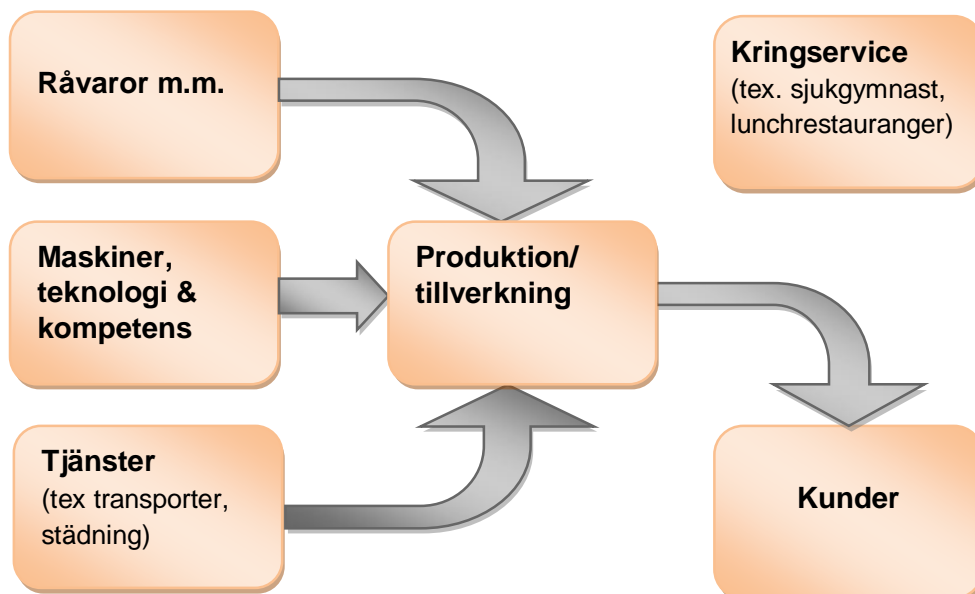 Råvaror m.m.
Kringservice
(tex. sjukgymnast,
lunchrestauranger)
Maskiner,
teknologi &
kompetens
Produktion/
tillverkning
Tjänster
(tex transporter,
städning)
Kunder